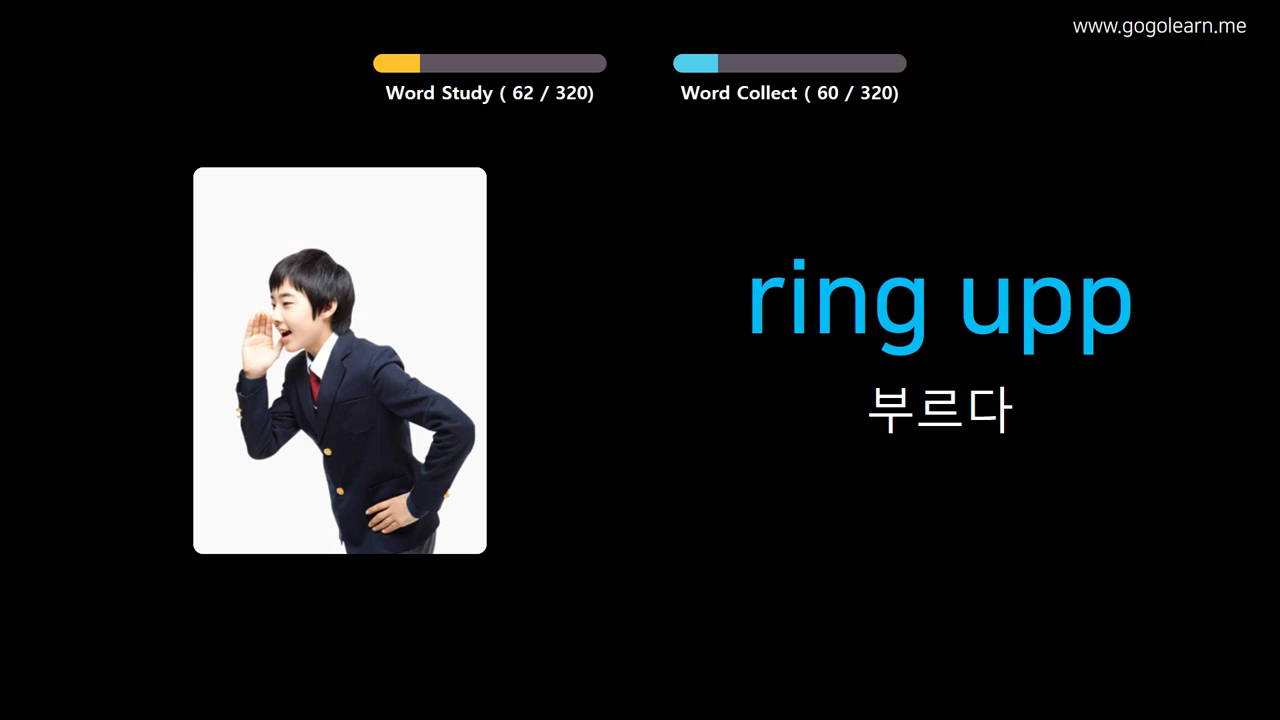 www.gogolearn.me
Word Study ( 62 / 320)
Word Collect ( 60 / 320)
ring upp
부르다